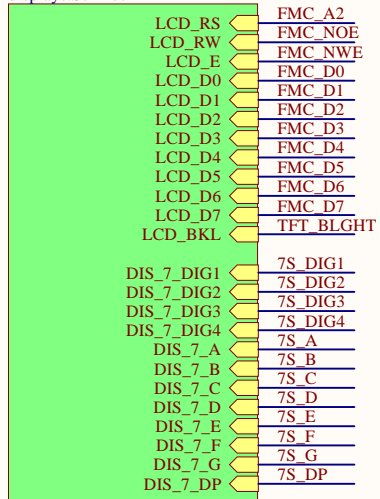 LCD_RS FMC_A2
LCD_RW FMC_NOE
LCD_E FMC_NWE
LCD_D0 FMC_D0
LCD_D1 FMC_D1
LCD_D2 FMC_D2
LCD_D3 FMC_D3
LCD_D4 FMC_D4
LCD_D5 FMC_D5
LCD_D6 FMC_D6
LCD_D7 FMC_D7
LCD_BKL TFT_BLGHT
DIS_7_DIG1 7S_DIG1
DIS_7_DIG2 7S_DIG2
DIS_7_DIG3 7S_DIG3
DIS_7_DIG4 7S_DIG4
DIS_7_A 7S_A
DIS_7_B 7S_B
DIS_7_C 7S_C
DIS_7_D 7S_D
DIS_7_E 7S_E
DIS_7_F 7S_F
DIS_7_G 7S_G
DIS_7_DP 7S_DP